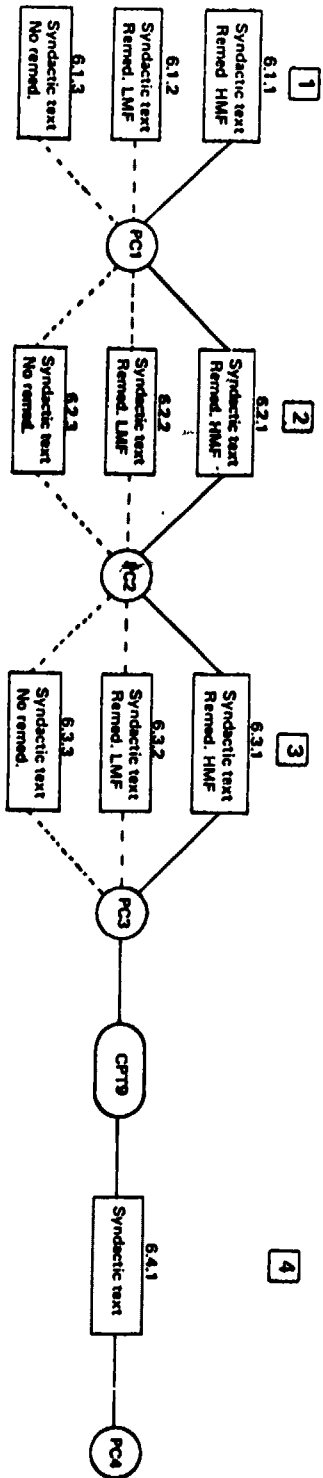 1
6.1.1
Syndactic text
Remed HMF
6.1.2
Syndactic text
Remed. LMF
6.1.3
Syndactic text
No remed.
PC1
2
6.2.1
Syndactic text
Remed. HMF
6.2.2
Syndactic text
Remed. LMF
6.2.3
Syndactic text
No remed.
PC2
3
6.3.1
Syndactic text
Remed. HMF
6.3.2
Syndactic text
Remed. LMF
6.3.3
Syndactic text
No remed.
PC3
CPT9
4
6.4.1
Syndactic text
PC4